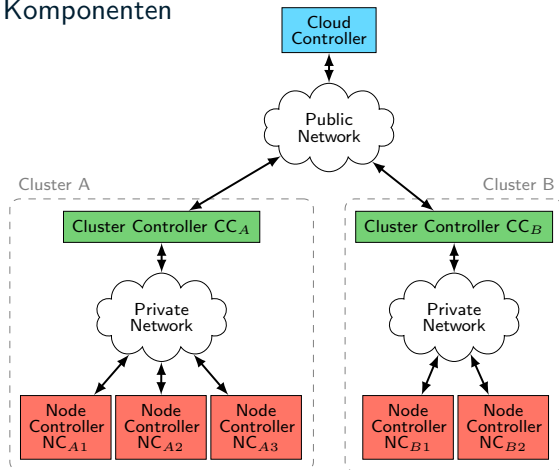 Komponenten
Cloud
Controller
Public
Network
Cluster A
Cluster B
Cluster Controller CC_A
Cluster Controller CC_B
Private
Network
Private
Network
Node
Controller
NC_A1
Node
Controller
NC_A2
Node
Controller
NC_A3
Node
Controller
NC_B1
Node
Controller
NC_B2